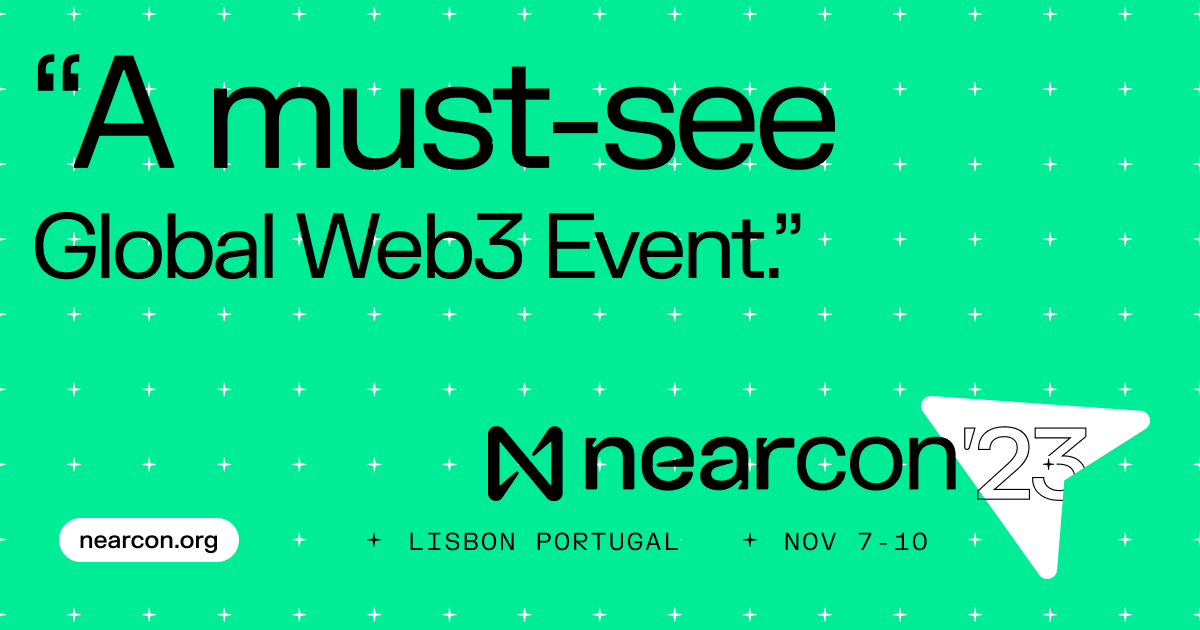 “A must-see
Global Web3 Event.”
nearcon'23
nearcon.org
LISBON PORTUGAL
NOV 7-10